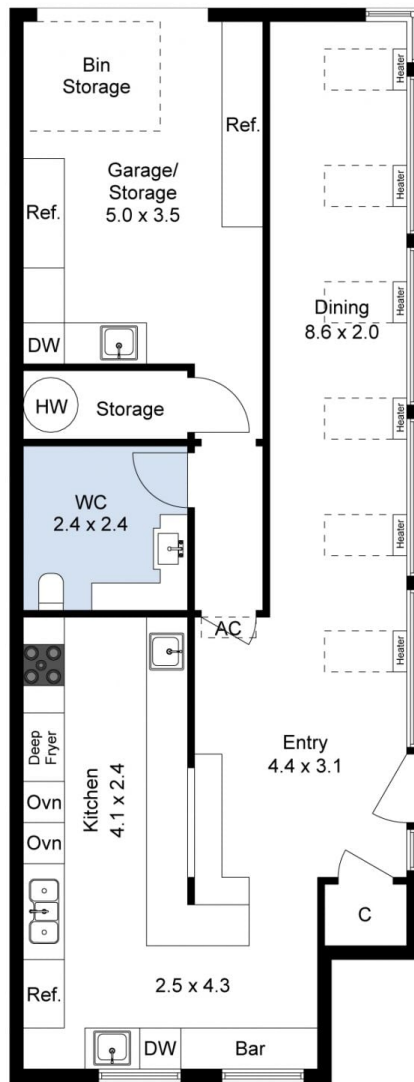 Bin
Storage
Heater
Ref.
Garage/
Storage
5.0 x 3.5
Ref.
Heater
Heater
Dining
8.6 x 2.0
DW
HW
Storage
Heater
WC
2.4 x 2.4
Heater
AC
Heater
Deep
Fryer
Kitchen
4.1 x 2.4
Entry
4.4 x 3.1
Ovn
Ovn
C
Ref.
2.5 x 4.3
DW
Bar